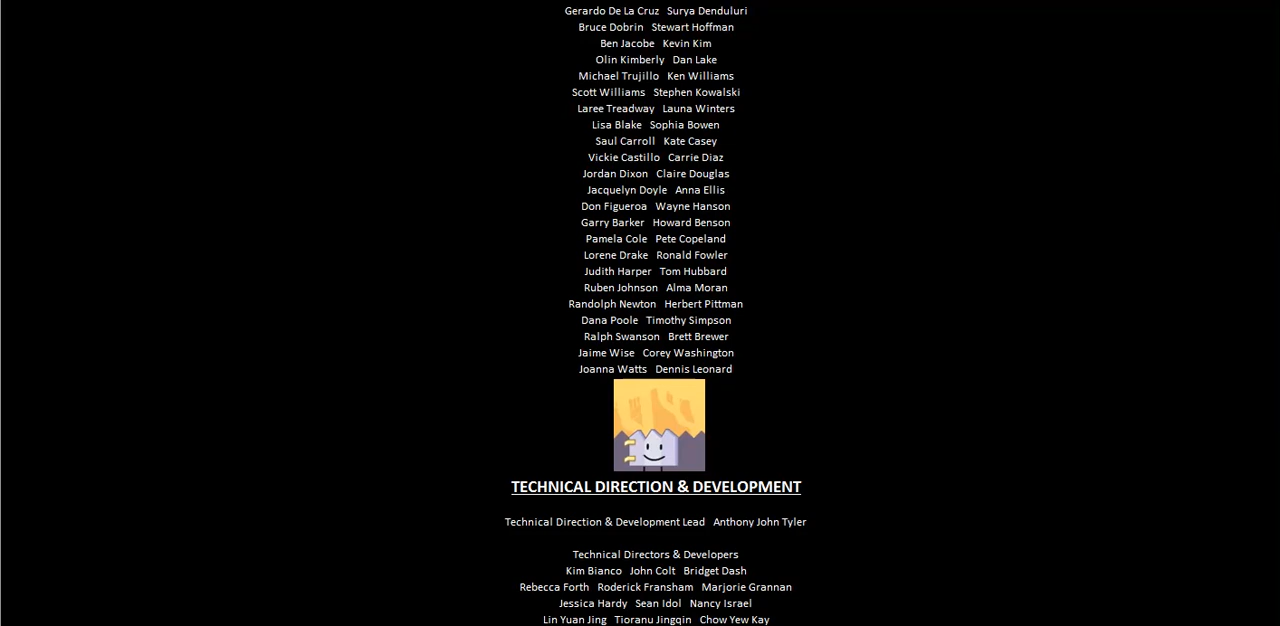 Gerardo De La Cruz   Surya Denduluri
Bruce Dobrin   Stewart Hoffman
Ben Jacobe   Kevin Kim
Olin Kimberly   Dan Lake
Michael Trujillo   Ken Williams
Scott Williams   Stephen Kowalski
Laree Treadway   Launa Winters
Lisa Blake   Sophia Bowen
Saul Carroll   Kate Casey
Vickie Castillo   Carrie Diaz
Jordan Dixon   Claire Douglas
Jacquelyn Doyle   Anna Ellis
Don Figueroa   Wayne Hanson
Garry Barker   Howard Benson
Pamela Cole   Pete Copeland
Lorene Drake   Ronald Fowler
Judith Harper   Tom Hubbard
Ruben Johnson   Alma Moran
Randolph Newton   Herbert Pittman
Dana Poole   Timothy Simpson
Ralph Swanson   Brett Brewer
Jaime Wise   Corey Washington
Joanna Watts   Dennis Leonard
TECHNICAL DIRECTION & DEVELOPMENT
Technical Direction & Development Lead   Anthony John Tyler
Technical Directors & Developers
Kim Bianco   John Colt   Bridget Dash
Rebecca Forth   Roderick Fransham   Marjorie Grannan
Jessica Hardy   Sean Idol   Nancy Israel
Lin Yuan Jing   Tioranu Jingqin   Chow Yew Kay